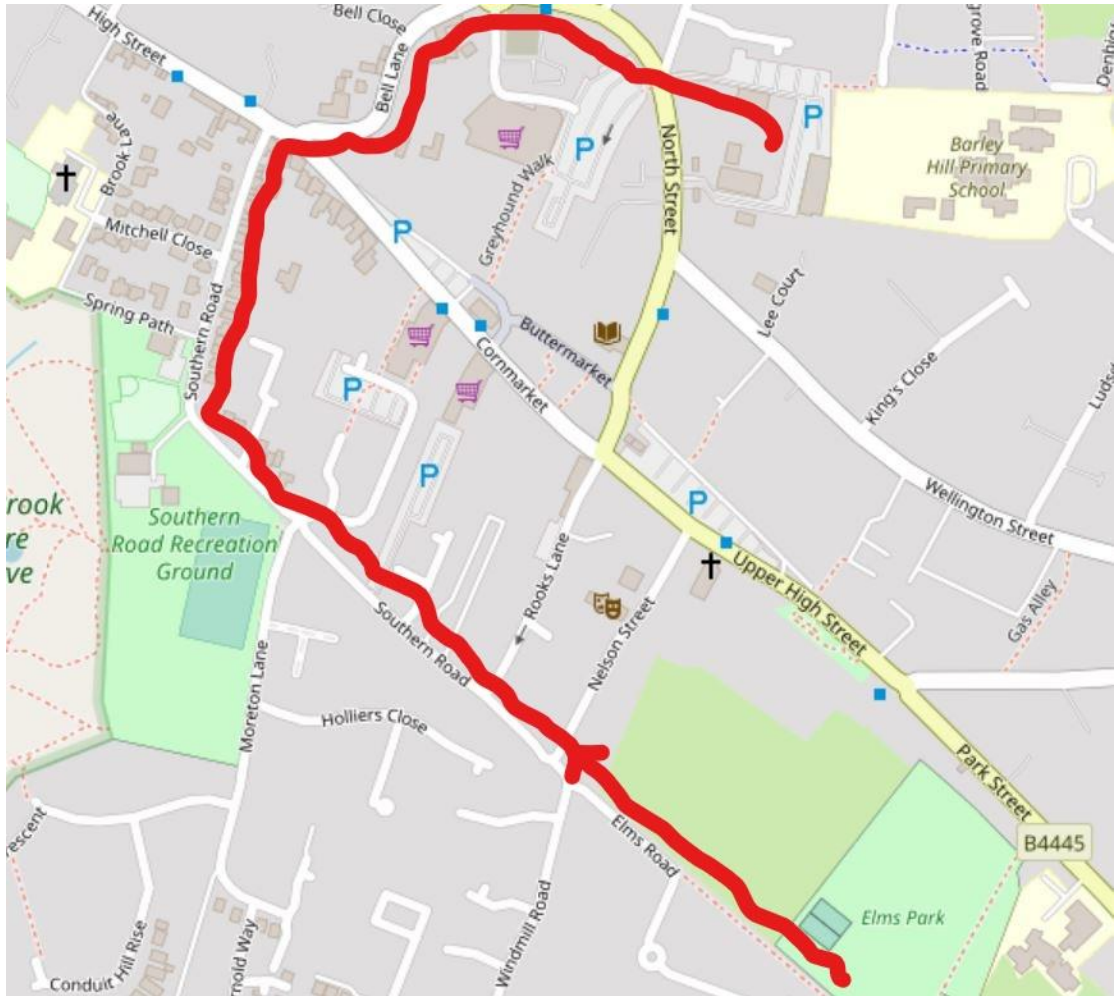 High Street
Bell Close
Bell Lane
grove Road
Denbig
Brook Lane
North Street
Barley
Hill Primary
School
Greyhound Walk
Mitchell Close
Spring Path
Southern Road
Lee Court
Buttermarket
Cornmarket
King's Close
Wellington Street
rook
re
ve
Southern
Road Recreation
Ground
Rooks Lane
Upper High Street
Gas Alley
Nelson Street
Southern Road
Moreton Lane
Holliers Close
Park Street
B4445
rescent
Elms Road
Windmill Road
Elms Park
Conduit Hill Rise
rnold Way
P
P
P
P
P
P